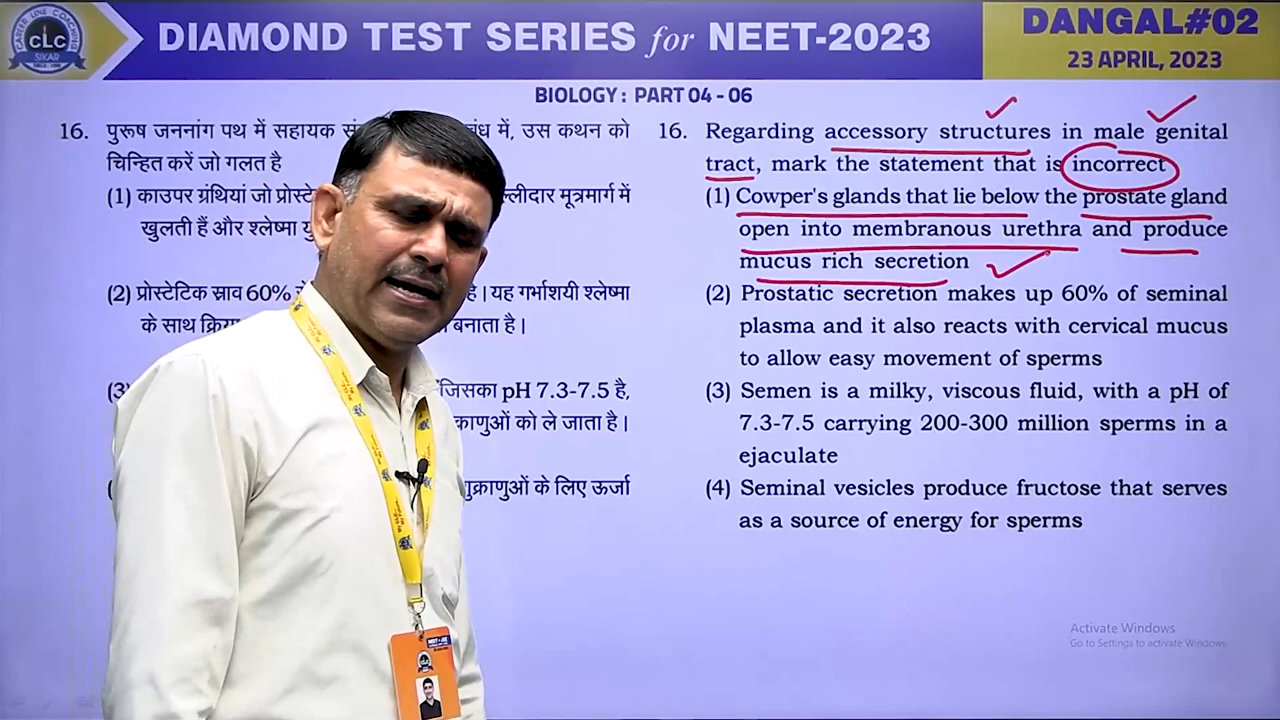 CAREER LINE COACHING
CLC
SIKAR
DIAMOND TEST SERIES for NEET-2023
DANGAL#02
23 APRIL, 2023
BIOLOGY : PART 04 - 06
16. पुरूष जननांग पथ में सहायक बंध में, उस कथन को
चिन्हित करें जो गलत है
(1) काउपर ग्रंथियां जो ल्लीदार मूत्रमार्ग में
खुलती हैं और श्लेष्मा
(2) प्रोस्टेटिक स्राव 60% है। यह गर्भाशयी श्लेष्मा
के साथ बनाता है।
(3) जिसका pH 7.3-7.5 है,
काणुओं को ले जाता है।
के लिए ऊर्जा
16. Regarding accessory structures in male genital
tract, mark the statement that is incorrect
(1) Cowper's glands that lie below the prostate gland
open into membranous urethra and produce
mucus rich secretion
(2) Prostatic secretion makes up 60% of seminal
plasma and it also reacts with cervical mucus
to allow easy movement of sperms
(3) Semen is a milky, viscous fluid, with a pH of
7.3-7.5 carrying 200-300 million sperms in a
ejaculate
(4) Seminal vesicles produce fructose that serves
as a source of energy for sperms
Activate Windows
Go to Settings to activate Windows.
CLC